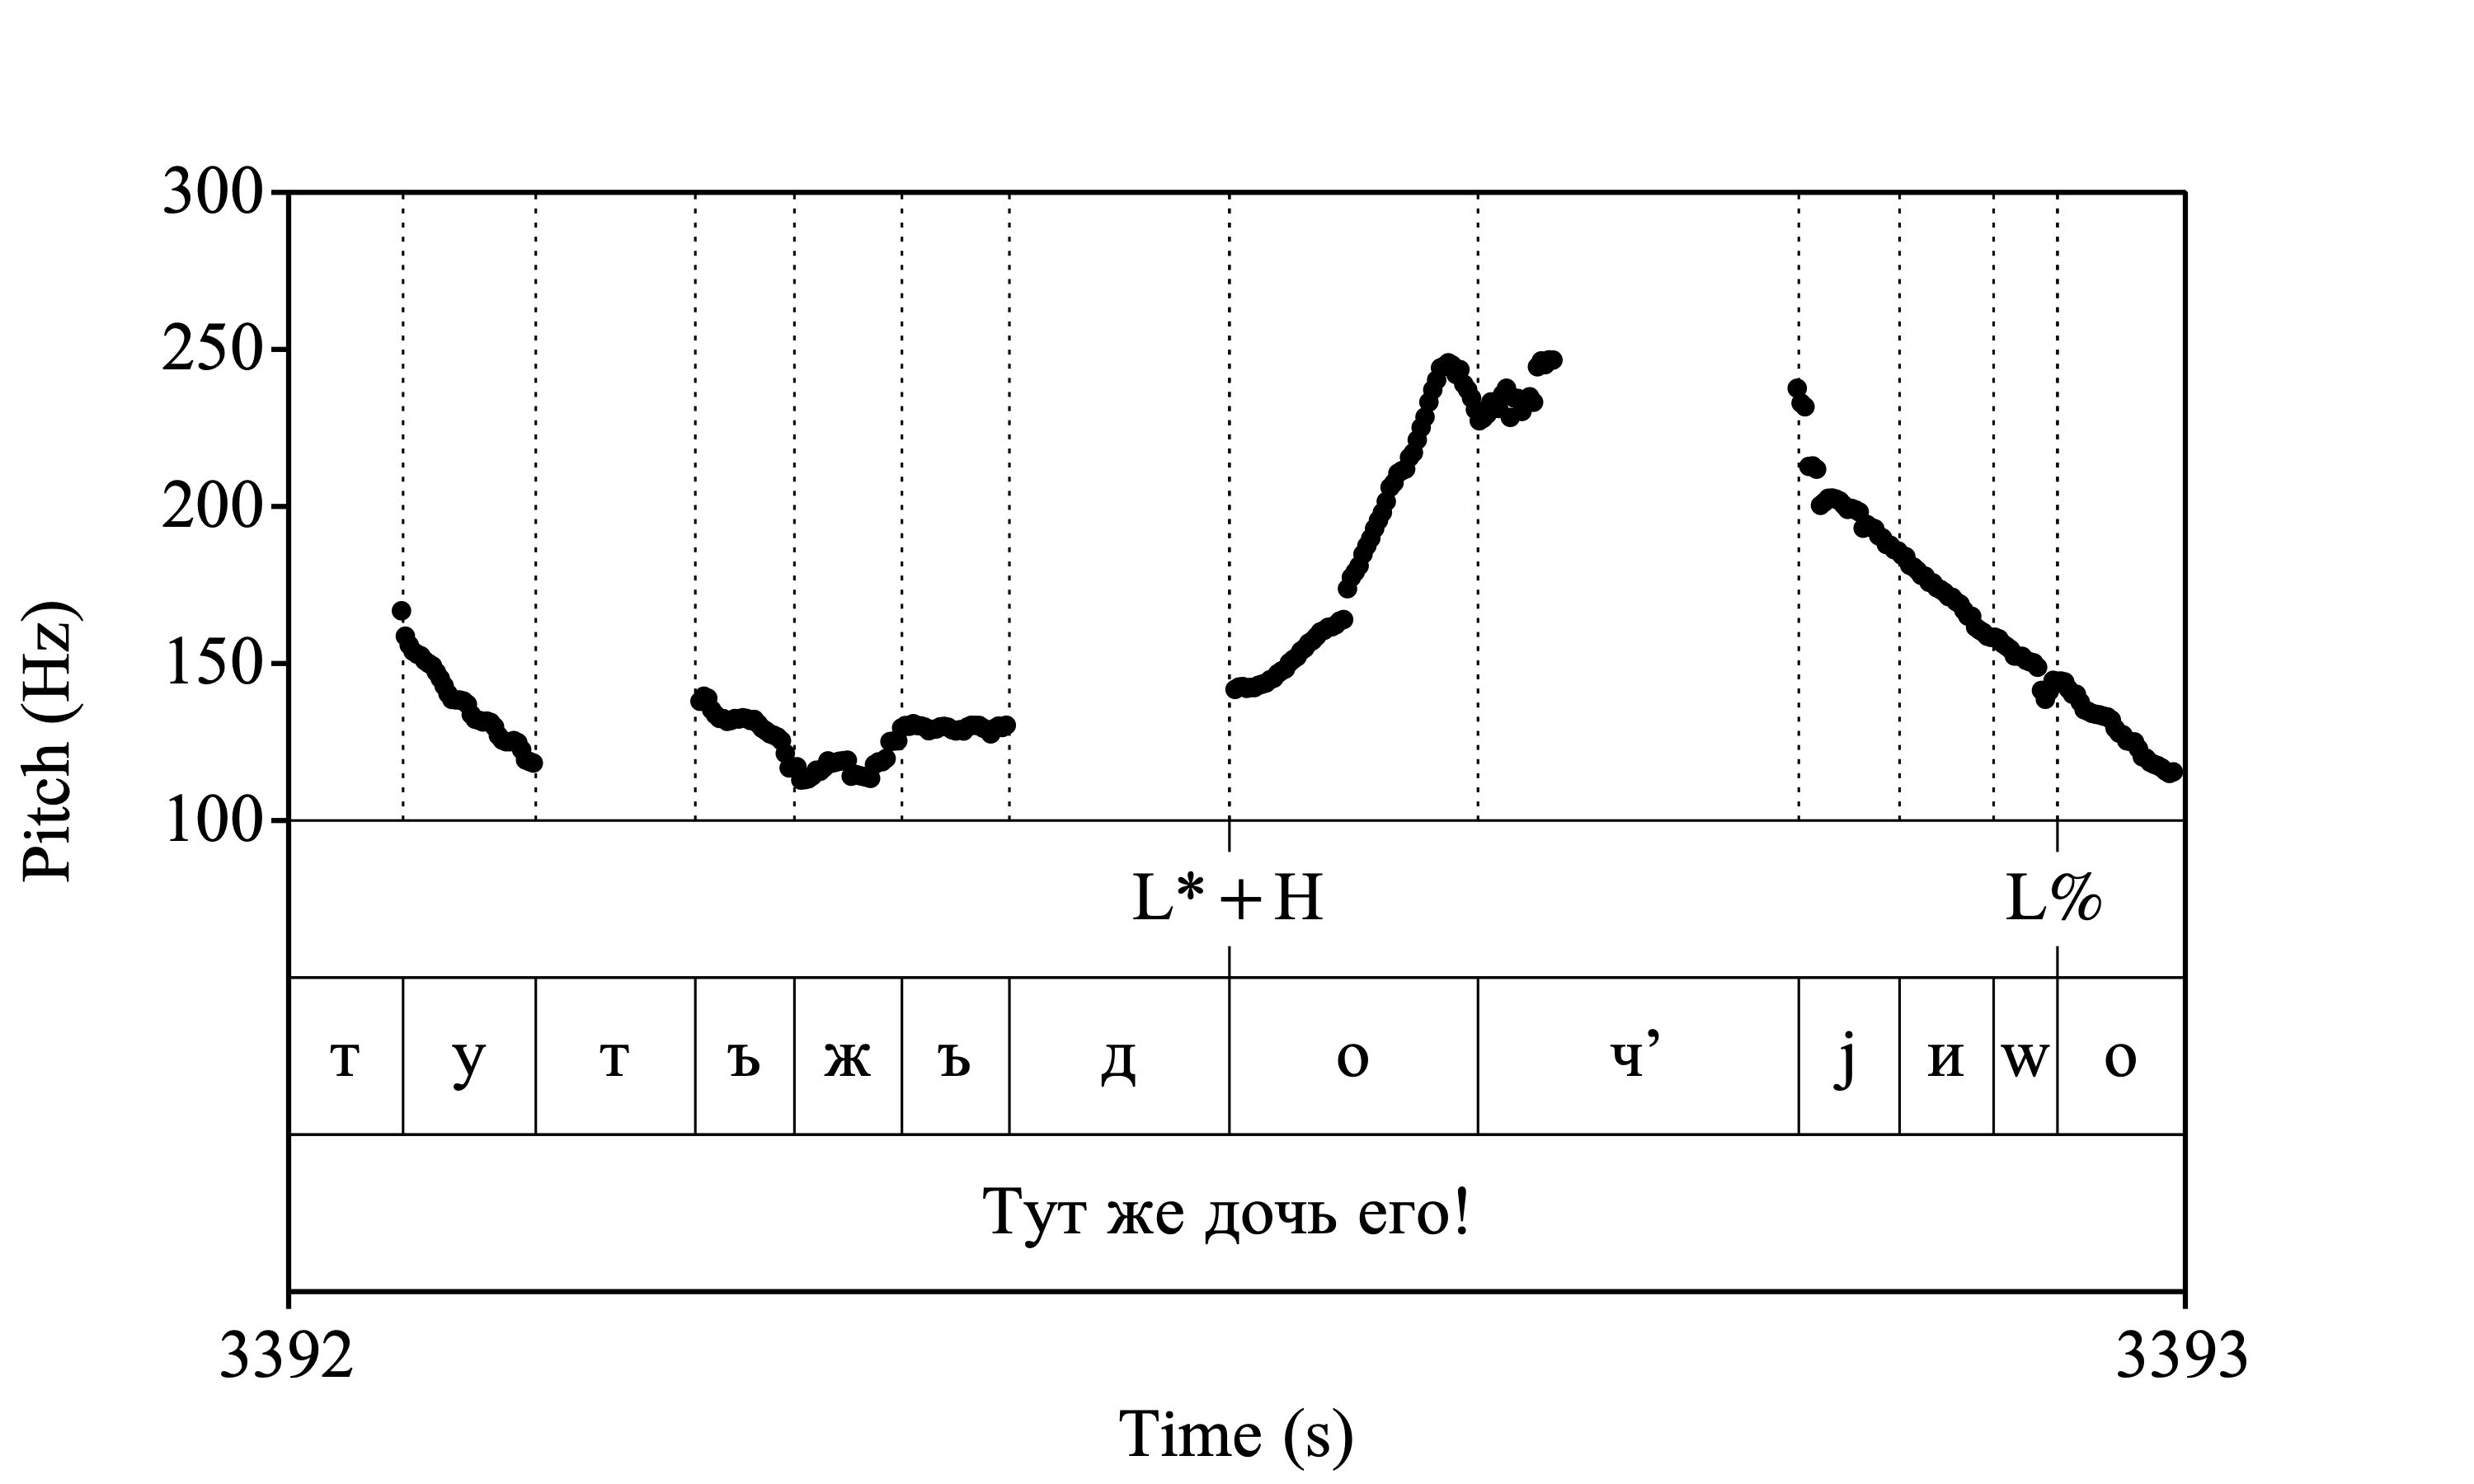 300
250
200
150
100
Pitch (Hz)
L*+H L%
т у т ъ ж ъ д о ч’ j и w о
Тут же дочь его!
3392 3393
Time (s)